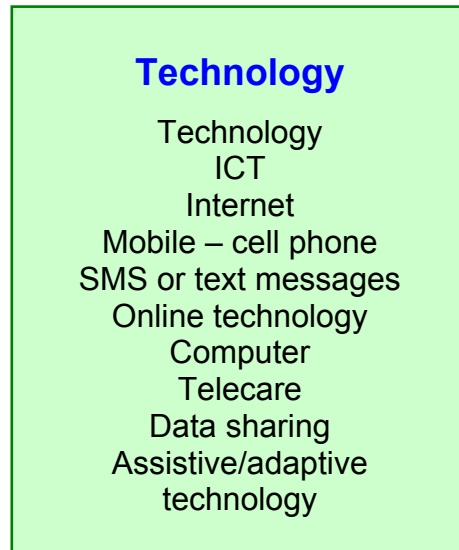 Technology
Technology
ICT
Internet
Mobile – cell phone
SMS or text messages
Online technology
Computer
Telecare
Data sharing
Assistive/adaptive
technology